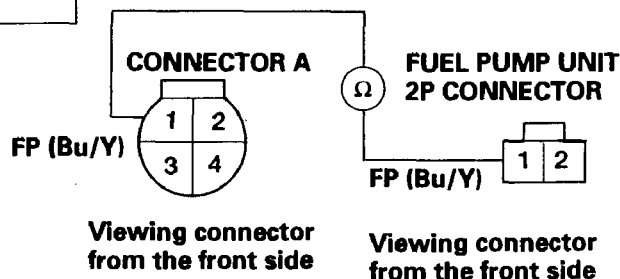 CONNECTOR A
FUEL PUMP UNIT
2P CONNECTOR
Ω
1 2
3 4
FP (Bu/Y)
1 2
FP (Bu/Y)
Viewing connector
from the front side
Viewing connector
from the front side